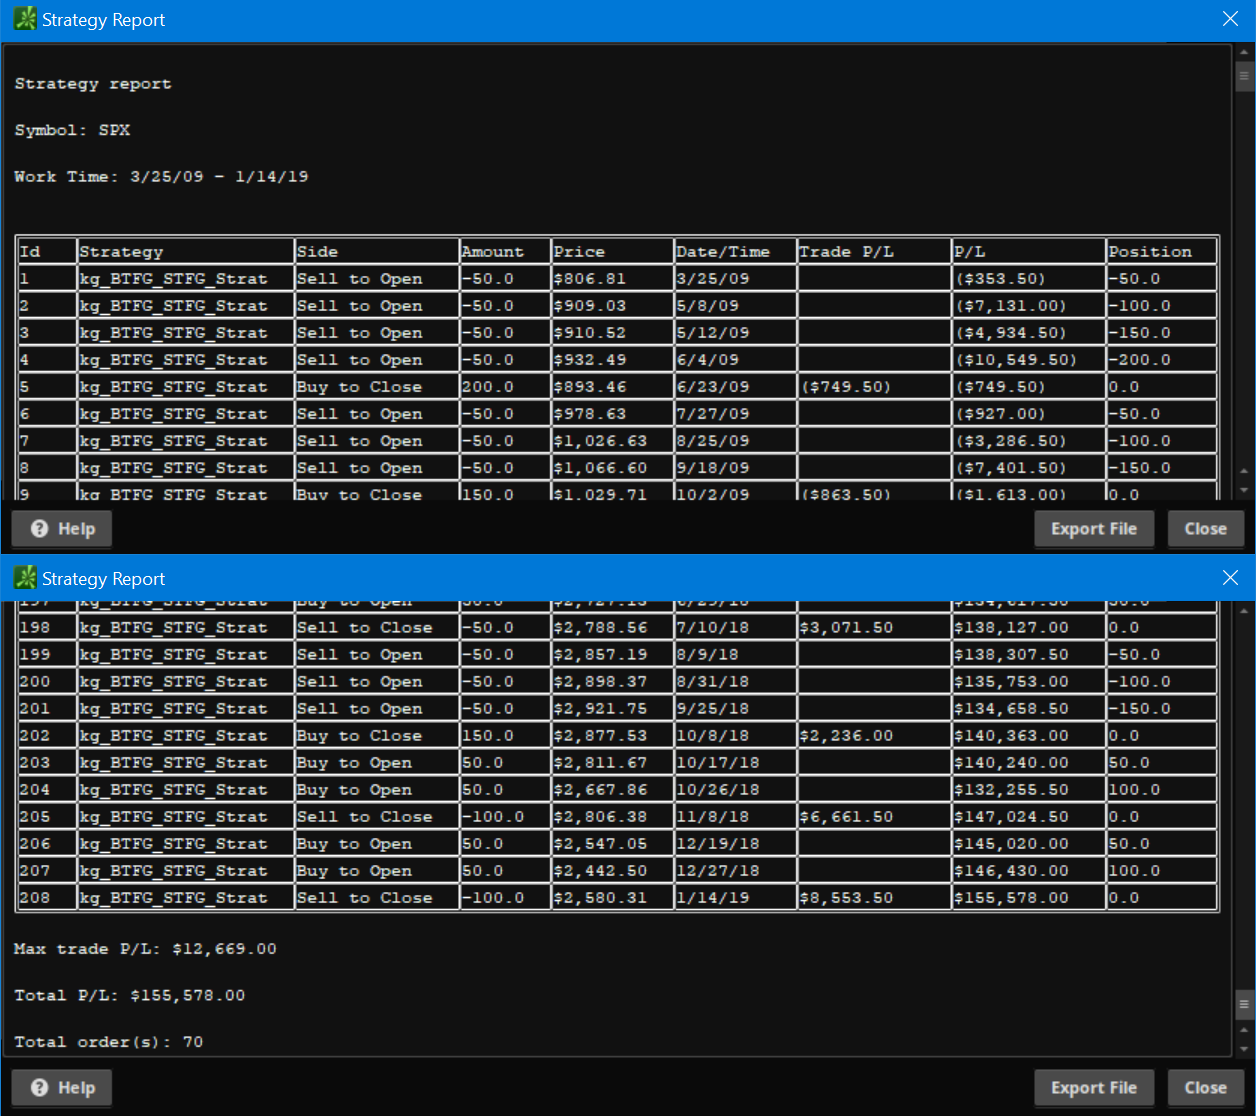 Strategy Report
Strategy report
Symbol: SPX
Work Time: 3/25/09 - 1/14/19
Id Strategy Side Amount Price Date/Time Trade P/L P/L Position
1 kg_BTFG_STFG_Strat Sell to Open -50.0 $806.81 3/25/09 ($353.50) -50.0
2 kg_BTFG_STFG_Strat Sell to Open -50.0 $909.03 5/8/09 ($7,131.00) -100.0
3 kg_BTFG_STFG_Strat Sell to Open -50.0 $910.52 5/12/09 ($4,934.50) -150.0
4 kg_BTFG_STFG_Strat Sell to Open -50.0 $932.49 6/4/09 ($10,549.50) -200.0
5 kg_BTFG_STFG_Strat Buy to Close 200.0 $893.46 6/23/09 ($749.50) ($749.50) 0.0
6 kg_BTFG_STFG_Strat Sell to Open -50.0 $978.63 7/27/09 ($927.00) -50.0
7 kg_BTFG_STFG_Strat Sell to Open -50.0 $1,026.63 8/25/09 ($3,286.50) -100.0
8 kg_BTFG_STFG_Strat Sell to Open -50.0 $1,066.60 9/18/09 ($7,401.50) -150.0
9 kg_BTFG_STFG_Strat Buy to Close 150.0 $1,029.71 10/2/09 ($863.50) ($1,613.00) 0.0
Help Export File Close
Strategy Report
197 kg_BTFG_STFG_Strat Buy to Open 50.0
198 kg_BTFG_STFG_Strat Sell to Close -50.0 $2,788.56 7/10/18 $3,071.50 $138,127.00 0.0
199 kg_BTFG_STFG_Strat Sell to Open -50.0 $2,857.19 8/9/18 $138,307.50 -50.0
200 kg_BTFG_STFG_Strat Sell to Open -50.0 $2,898.37 8/31/18 $135,753.00 -100.0
201 kg_BTFG_STFG_Strat Sell to Open -50.0 $2,921.75 9/25/18 $134,658.50 -150.0
202 kg_BTFG_STFG_Strat Buy to Close 150.0 $2,877.53 10/8/18 $2,236.00 $140,363.00 0.0
203 kg_BTFG_STFG_Strat Buy to Open 50.0 $2,811.67 10/17/18 $140,240.00 50.0
204 kg_BTFG_STFG_Strat Buy to Open 50.0 $2,667.86 10/26/18 $132,255.50 100.0
205 kg_BTFG_STFG_Strat Sell to Close -100.0 $2,806.38 11/8/18 $6,661.50 $147,024.50 0.0
206 kg_BTFG_STFG_Strat Buy to Open 50.0 $2,547.05 12/19/18 $145,020.00 50.0
207 kg_BTFG_STFG_Strat Buy to Open 50.0 $2,442.50 12/27/18 $146,430.00 100.0
208 kg_BTFG_STFG_Strat Sell to Close -100.0 $2,580.31 1/14/19 $8,553.50 $155,578.00 0.0
Max trade P/L: $12,669.00
Total P/L: $155,578.00
Total order(s): 70
Help Export File Close